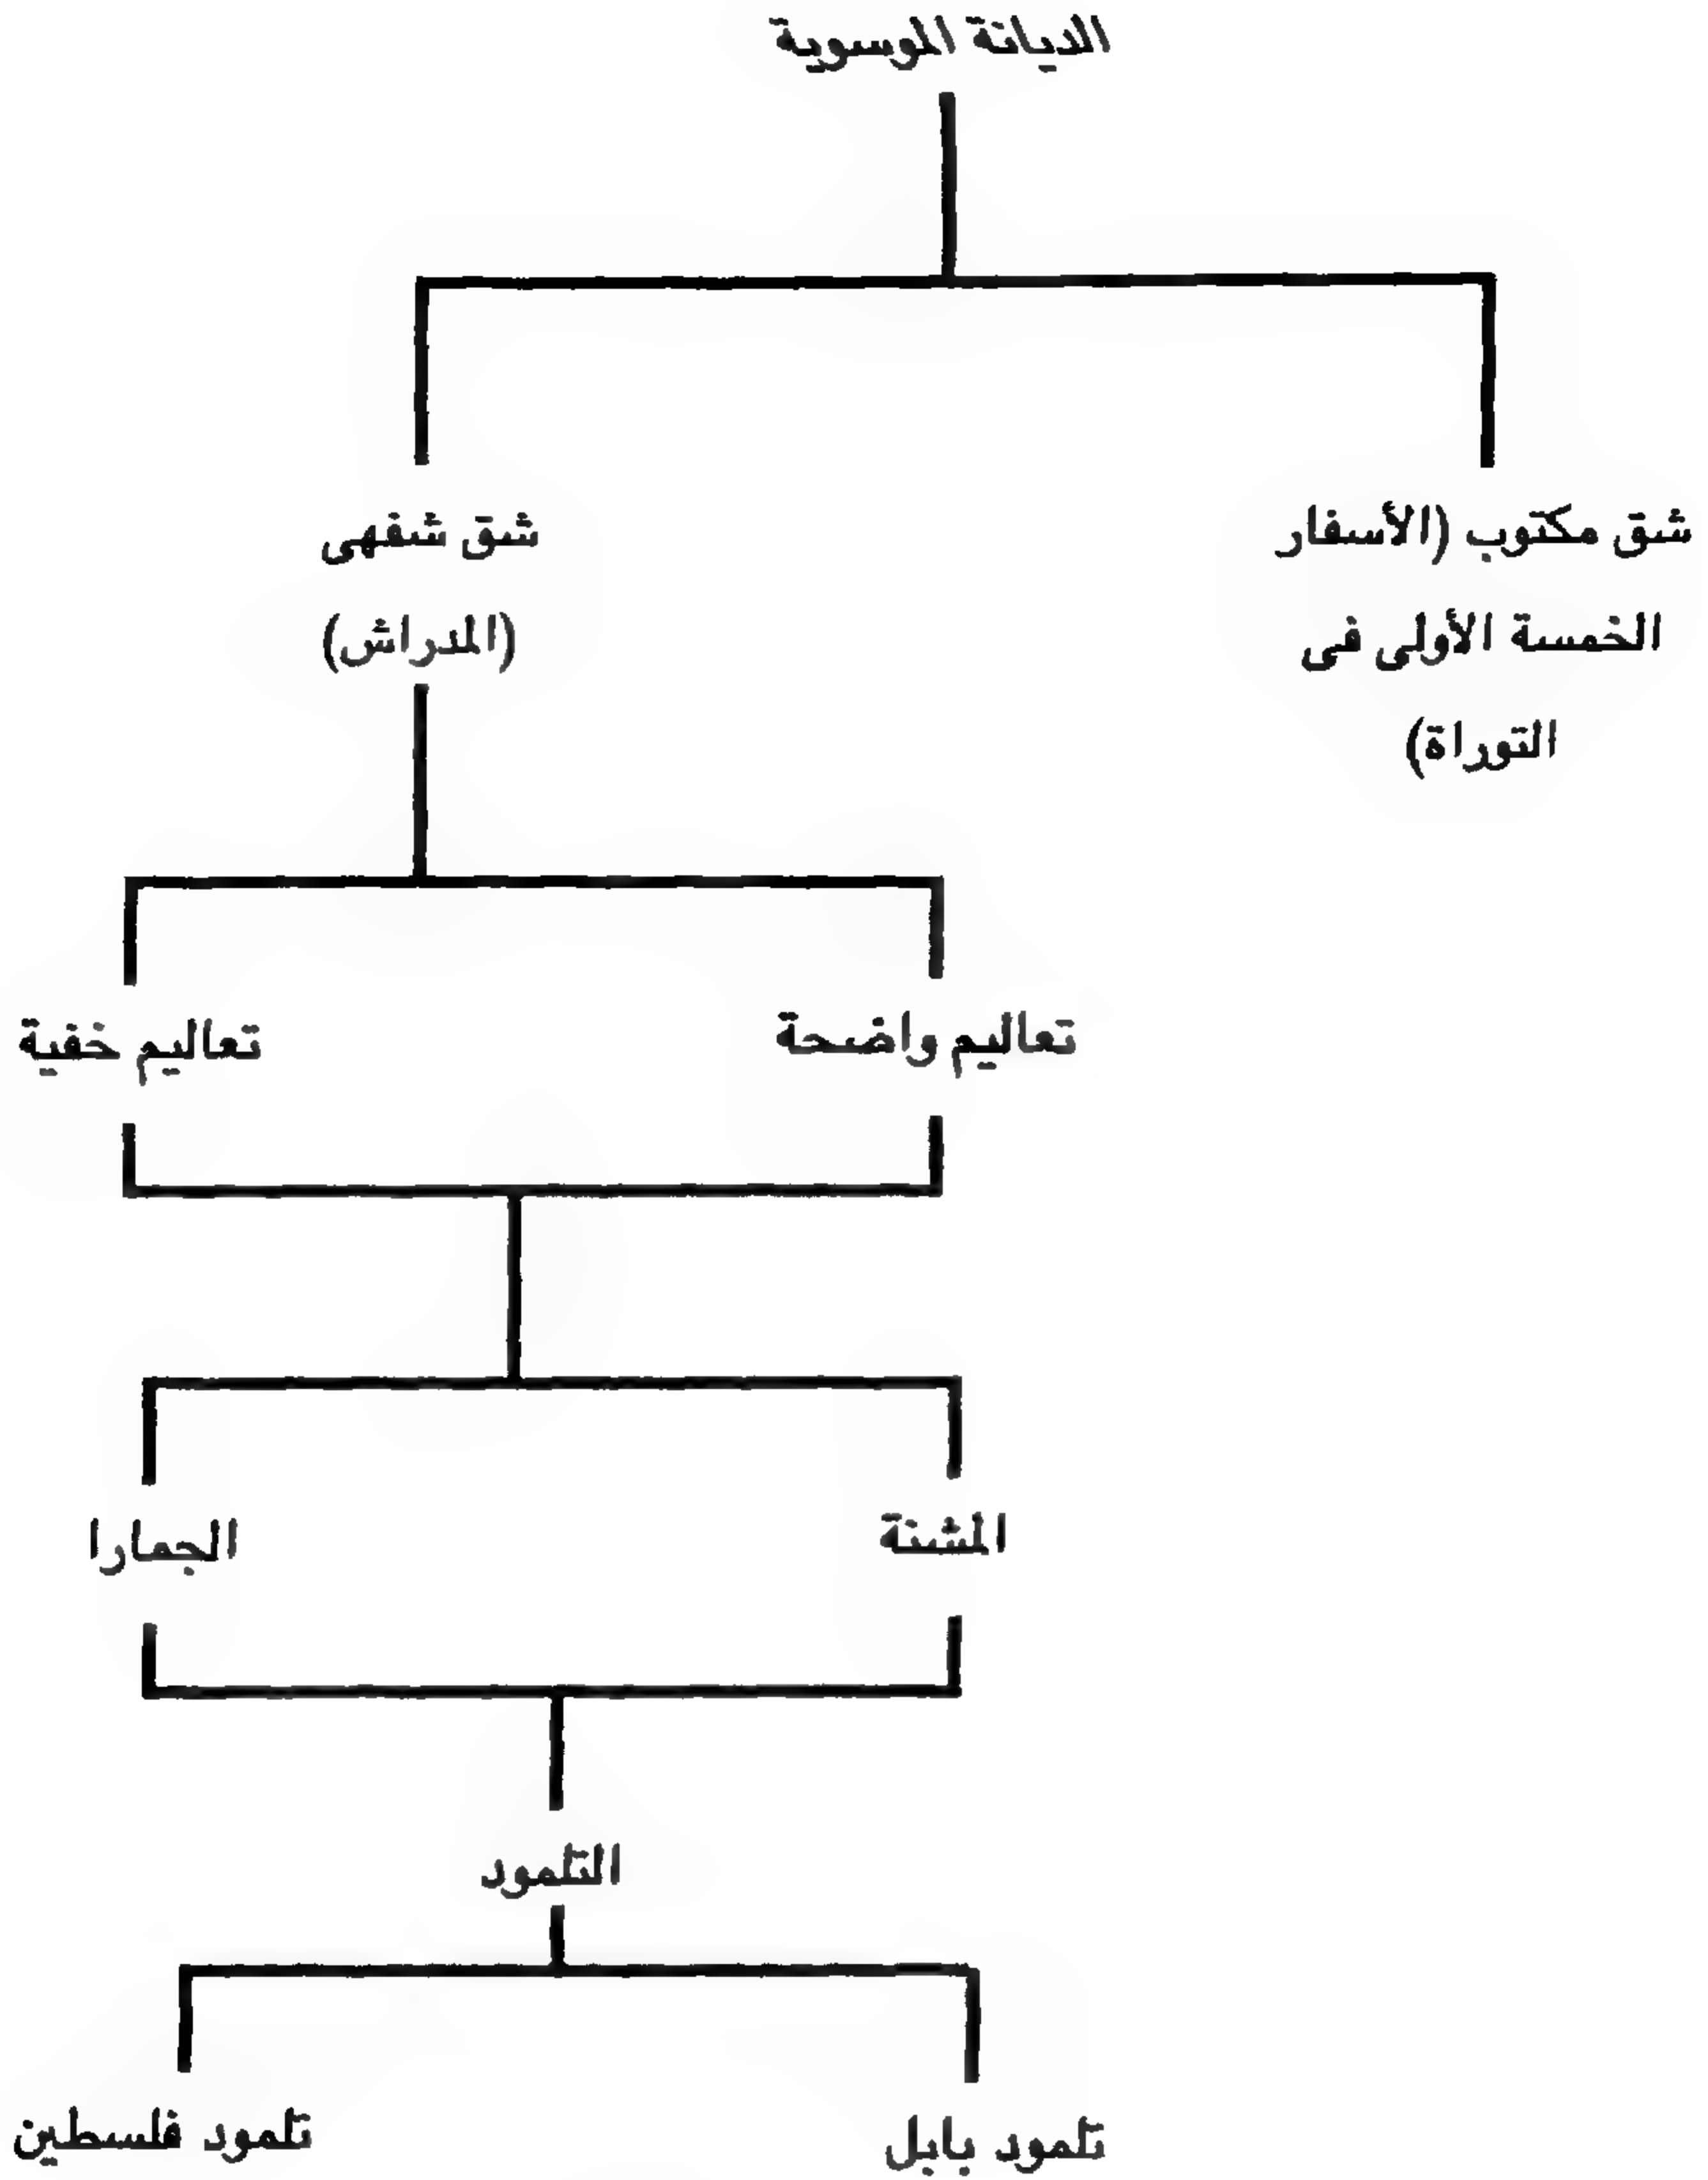 الديانة الموسوية
شق مكتوب (الأسفار
الخمسة الأولى فى
التوراة)
شق شفهى
(المدراش)
تعاليم واضحة
تعاليم خفية
المشنة
الجمارا
التلمود
تلمود بابل
تلمود فلسطين